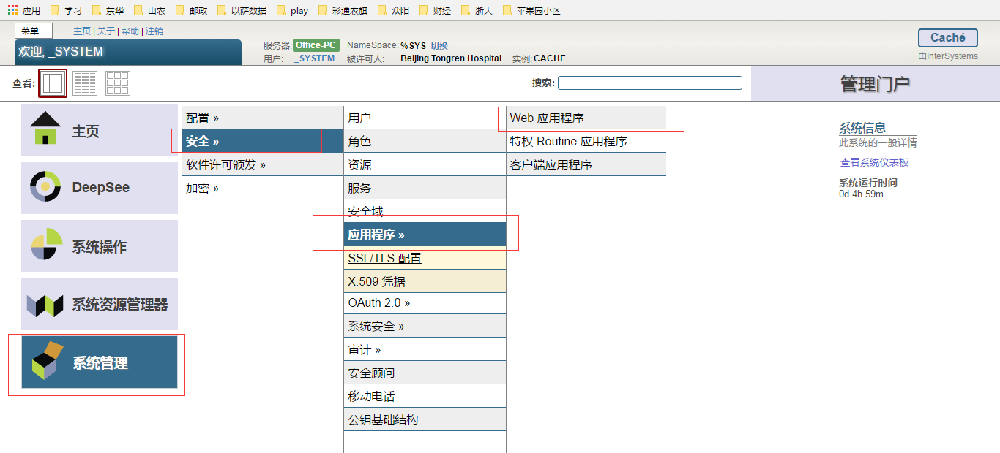 应用 学习 东华 山农 邮政 以萨数据 play 彩通农旗 众阳 财经 浙大 苹果园小区
菜单 主页 | 关于 | 帮助 | 注销
欢迎, _SYSTEM
服务器: Office-PC NameSpace: %SYS 切换
用户: _SYSTEM 被许可人: Beijing Tongren Hospital 实例: CACHE
Caché
由InterSystems
查看:
搜索:
管理门户
主页
DeepSee
系统操作
系统资源管理器
系统管理
配置 »
安全 »
软件许可颁发 »
加密 »
用户
角色
资源
服务
安全域
应用程序 »
SSL/TLS 配置
X.509 凭据
OAuth 2.0 »
系统安全 »
审计 »
安全顾问
移动电话
公钥基础结构
Web 应用程序
特权 Routine 应用程序
客户端应用程序
系统信息
此系统的一般详情
查看系统仪表板
系统运行时间
0d 4h 59m